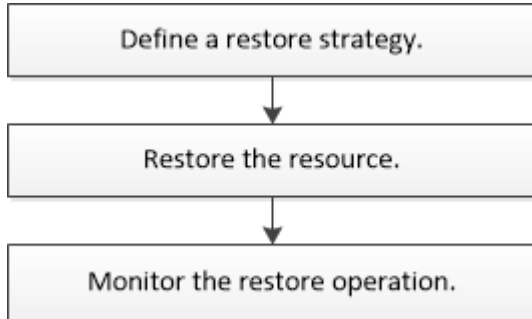 Define a restore strategy.
Restore the resource.
Monitor the restore operation.